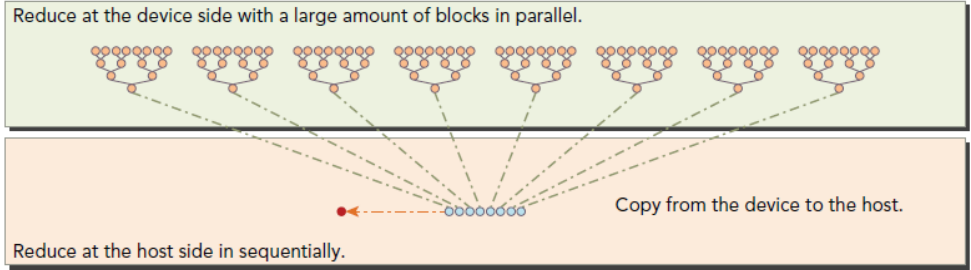 Reduce at the device side with a large amount of blocks in parallel.
Copy from the device to the host.
Reduce at the host side in sequentially.